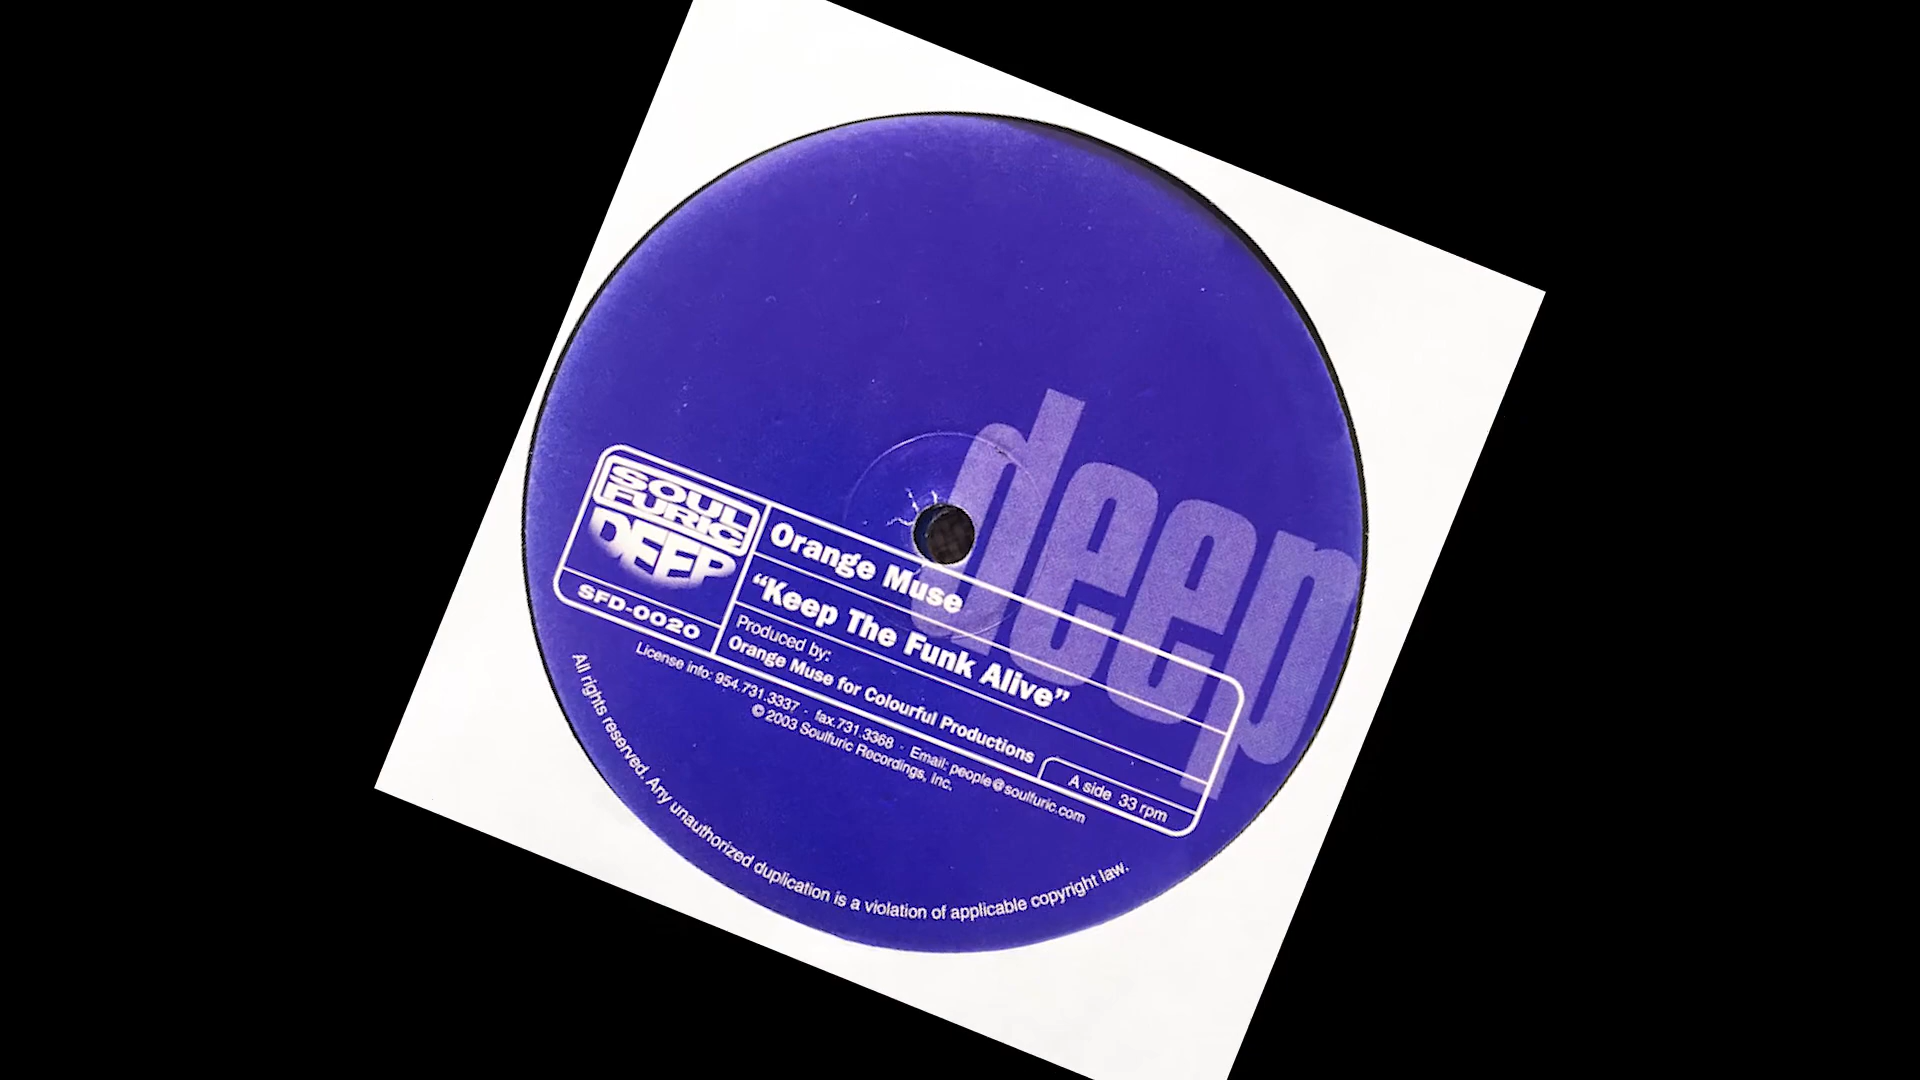 deep
SOUL
FURIC
DEEP
SFD-0020
Orange Muse
“Keep The Funk Alive”
Produced by:
Orange Muse for Colourful Productions
A side 33 rpm
License info: 954.731.3337 · fax.731.3368 · Email: people@soulfuric.com
© 2003 Soulfuric Recordings, Inc.
All rights reserved. Any unauthorized duplication is a violation of applicable copyright law.